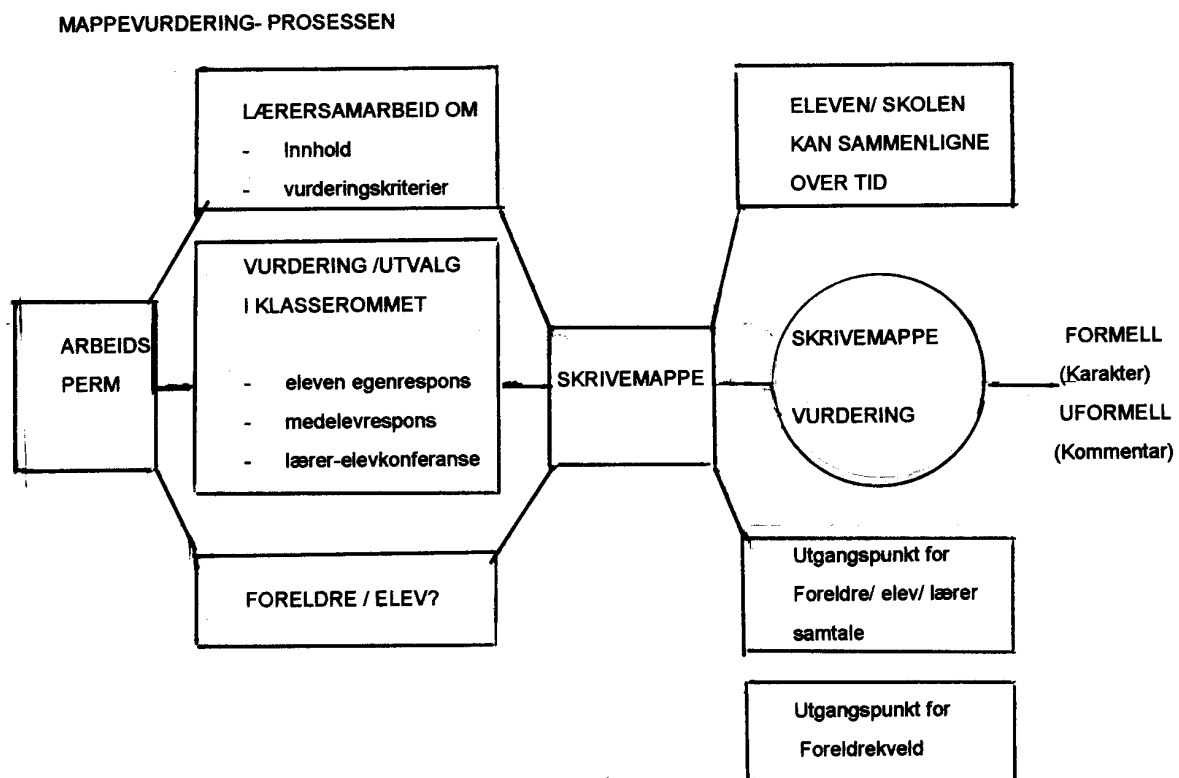 MAPPEVURDERING- PROSESSEN
LÆRERSAMARBEID OM
- Innhold
- vurderingskriterier
ELEVEN/ SKOLEN
KAN SAMMENLIGNE
OVER TID
ARBEIDS
PERM
VURDERING /UTVALG
I KLASSEROMMET
- eleven egenrespons
- medelevrespons
- lærer-elevkonferanse
SKRIVEMAPPE
SKRIVEMAPPE
VURDERING
FORMELL
(Karakter)
UFORMELL
(Kommentar)
FORELDRE / ELEV?
Utgangspunkt for
Foreldre/ elev/ lærer
samtale
Utgangspunkt for
Foreldrekveld